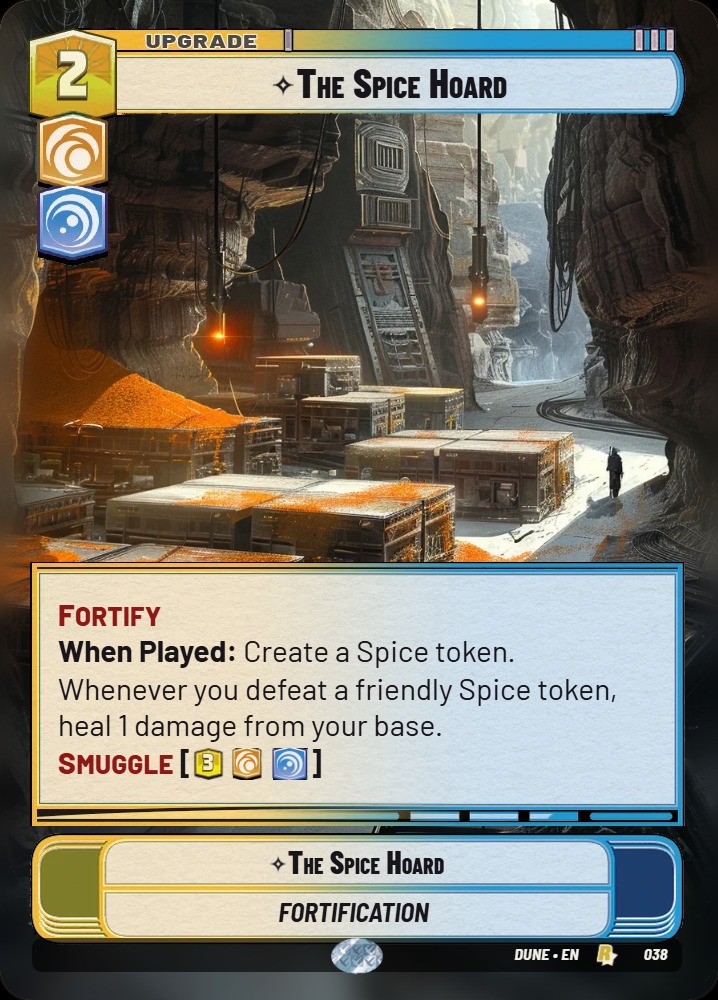 UPGRADE
2
✧THE SPICE HOARD
FORTIFY
When Played: Create a Spice token.
Whenever you defeat a friendly Spice token,
heal 1 damage from your base.
SMUGGLE [3]
✧THE SPICE HOARD
FORTIFICATION
DUNE • EN R 038